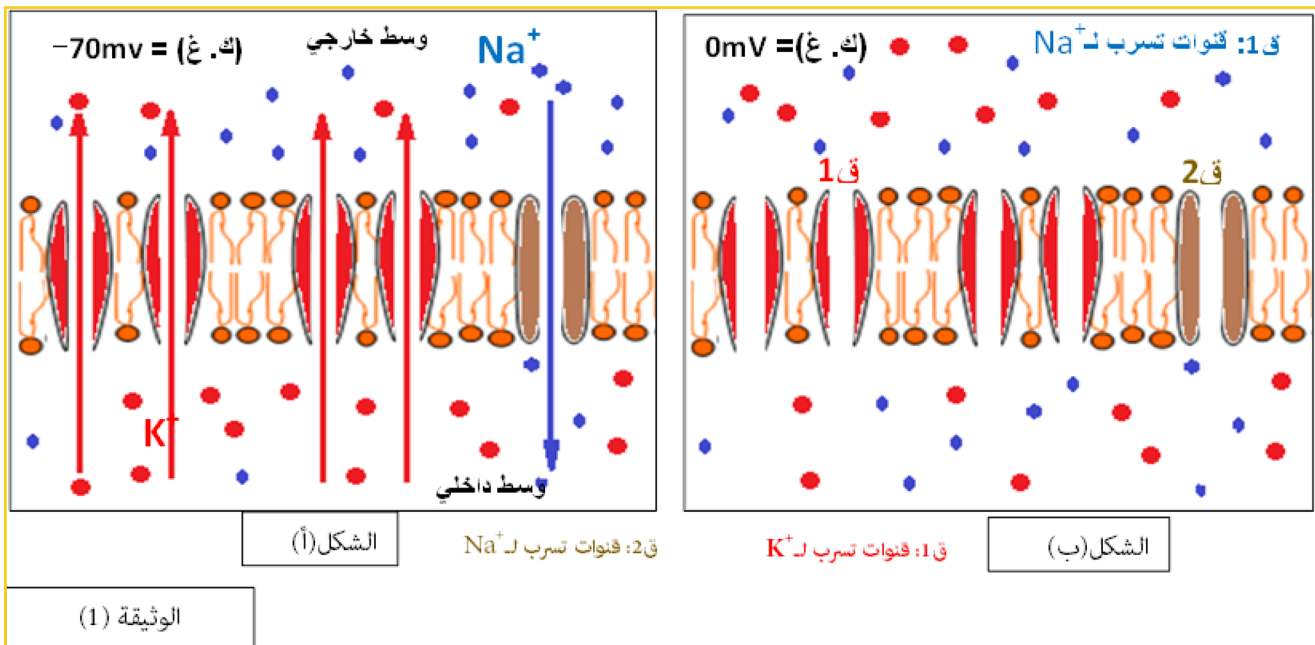 (ك. غ) = −70mv
وسط خارجي
Na⁺
K⁺
وسط داخلي
(ك. غ) =0mV
ق1: قنوات تسرب لـNa⁺
ق1
ق2
الشكل(أ)
ق2: قنوات تسرب لـNa⁺
ق1: قنوات تسرب لـK⁺
الشكل(ب)
الوثيقة (1)